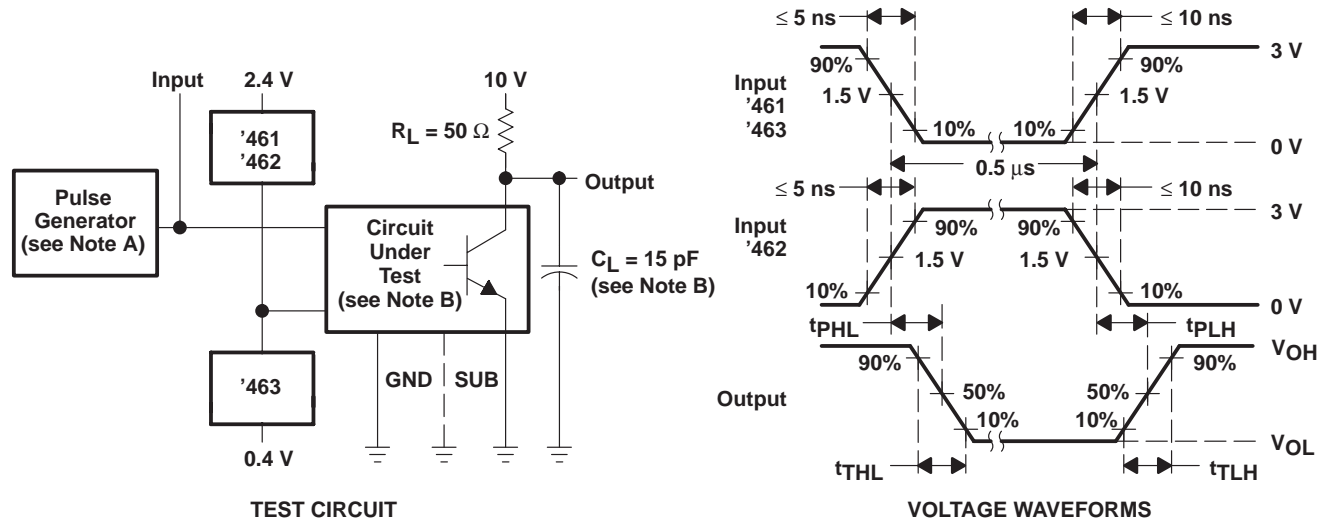 Input
2.4 V
'461
'462
Pulse
Generator
(see Note A)
10 V
RL = 50 Ω
Output
Circuit
Under
Test
(see Note B)
CL = 15 pF
(see Note B)
'463
GND
SUB
0.4 V
TEST CIRCUIT
≤ 5 ns
≤ 10 ns
3 V
90%
90%
Input
'461
'463
1.5 V
1.5 V
10%
10%
0 V
0.5 μs
≤ 5 ns
≤ 10 ns
3 V
90%
90%
Input
'462
1.5 V
1.5 V
10%
10%
0 V
tPHL
tPLH
VOH
90%
90%
Output
50%
50%
10%
10%
VOL
tTHL
tTLH
VOLTAGE WAVEFORMS